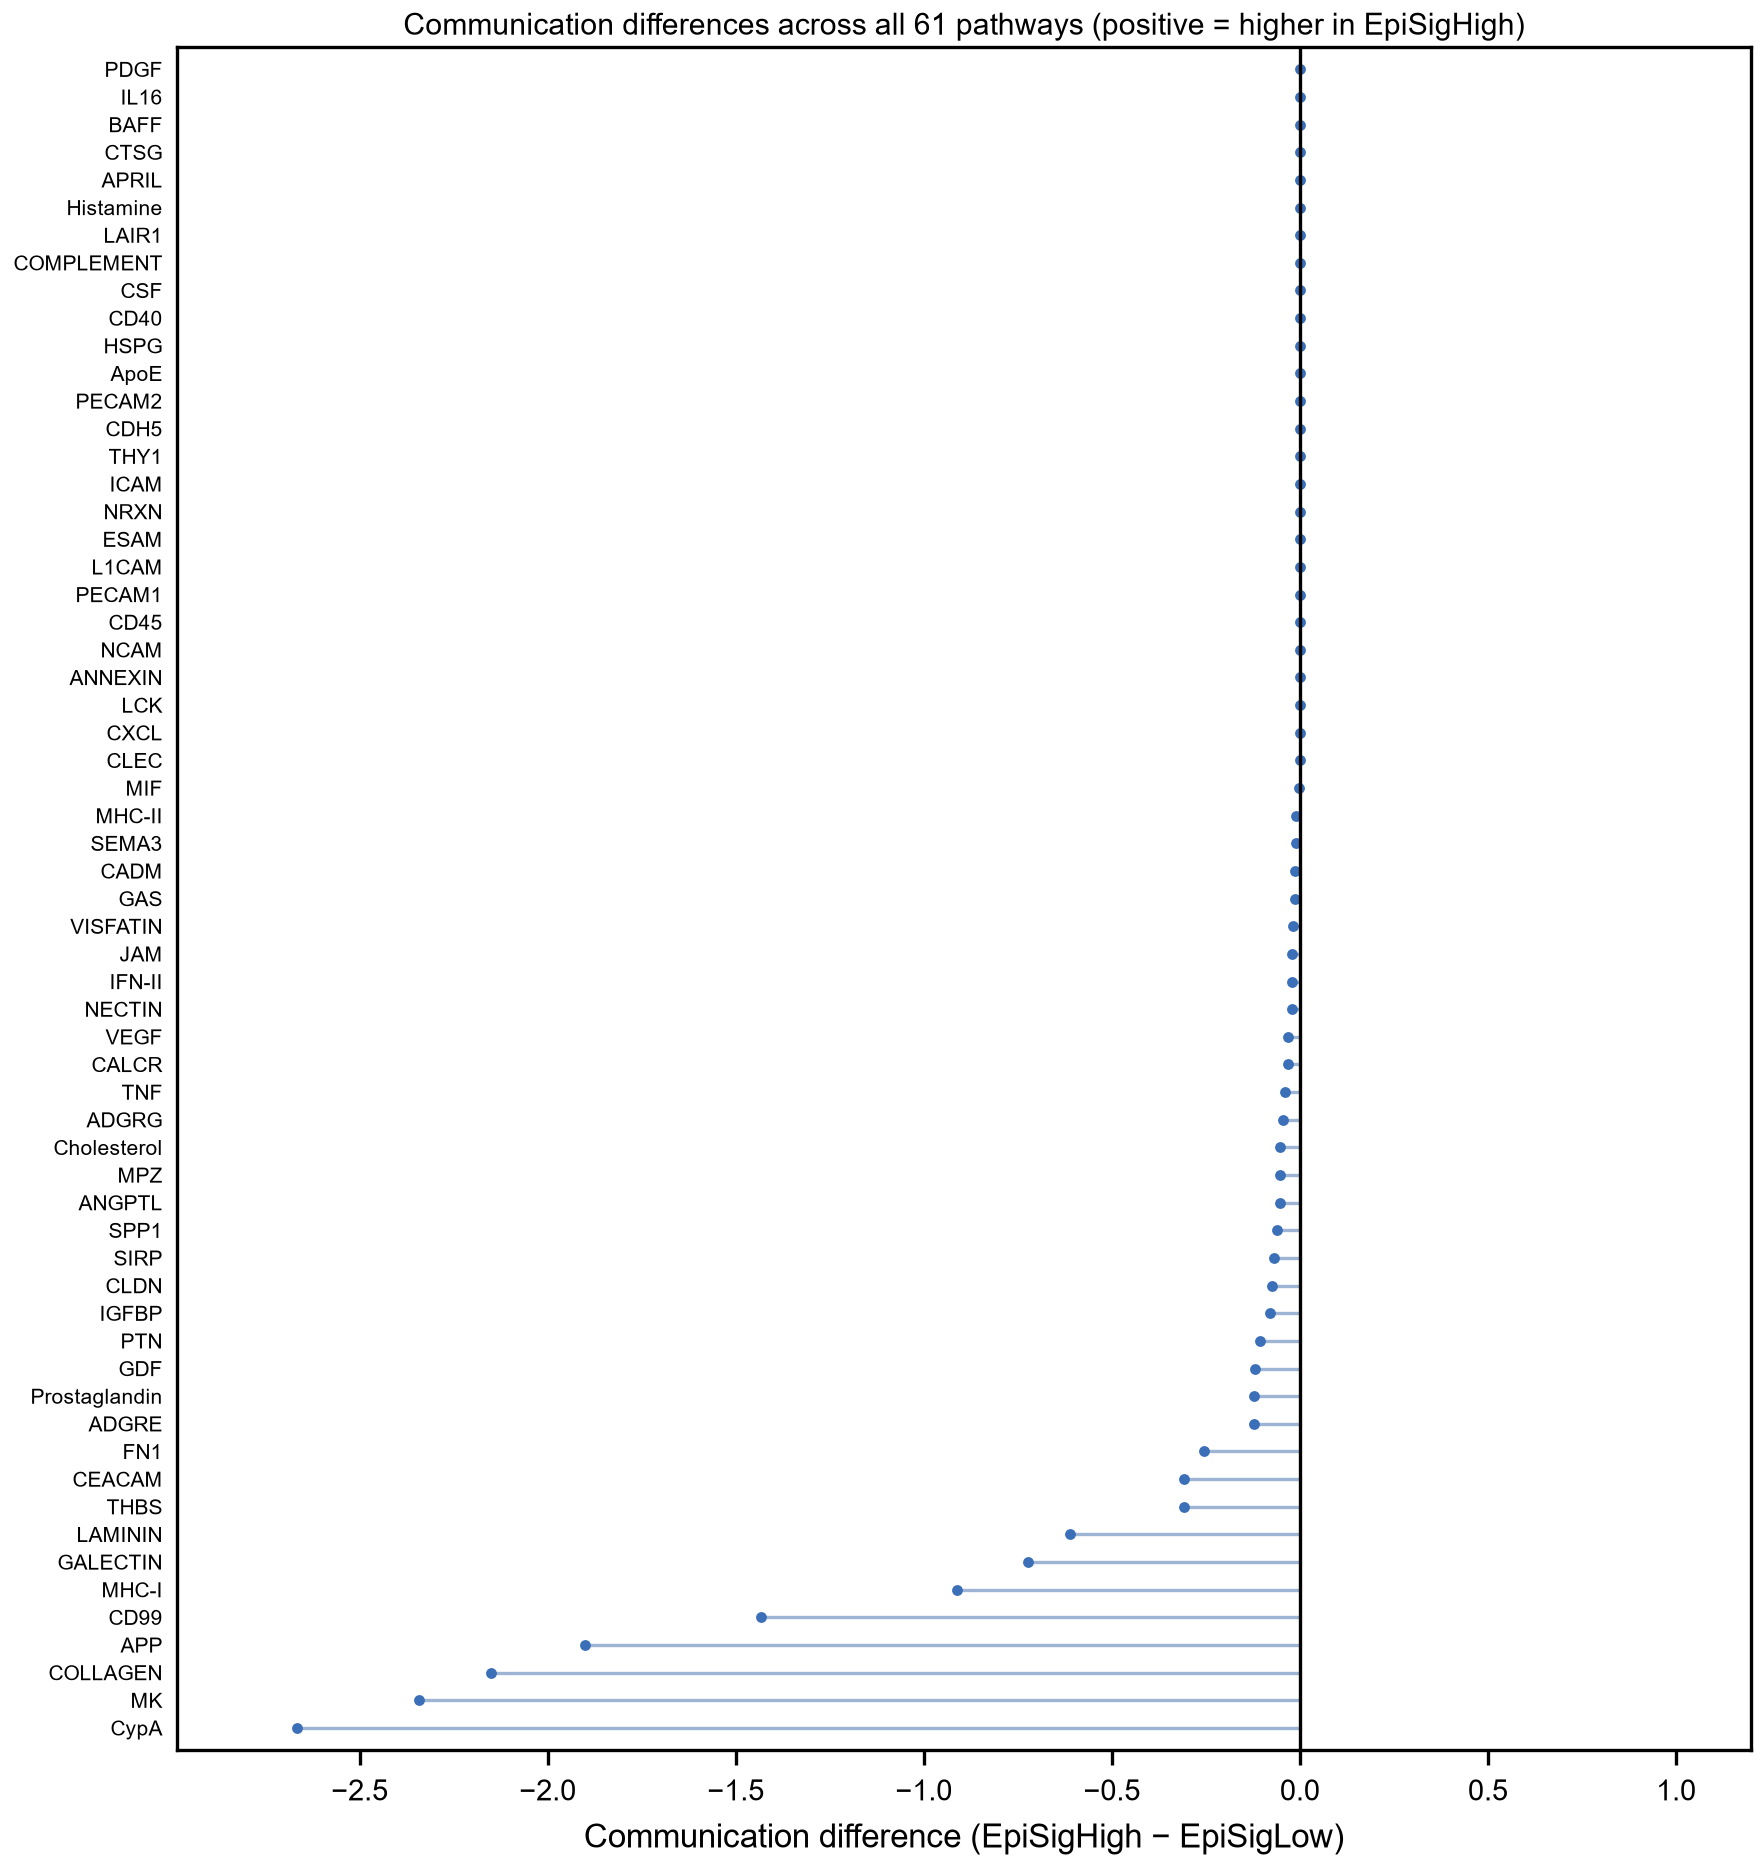 Communication differences across all 61 pathways (positive = higher in EpiSigHigh)
PDGF
IL16
BAFF
CTSG
APRIL
Histamine
LAIR1
COMPLEMENT
CSF
CD40
HSPG
ApoE
PECAM2
CDH5
THY1
ICAM
NRXN
ESAM
L1CAM
PECAM1
CD45
NCAM
ANNEXIN
LCK
CXCL
CLEC
MIF
MHC-II
SEMA3
CADM
GAS
VISFATIN
JAM
IFN-II
NECTIN
VEGF
CALCR
TNF
ADGRG
Cholesterol
MPZ
ANGPTL
SPP1
SIRP
CLDN
IGFBP
PTN
GDF
Prostaglandin
ADGRE
FN1
CEACAM
THBS
LAMININ
GALECTIN
MHC-I
CD99
APP
COLLAGEN
MK
CypA
−2.5 −2.0 −1.5 −1.0 −0.5 0.0 0.5 1.0
Communication difference (EpiSigHigh − EpiSigLow)